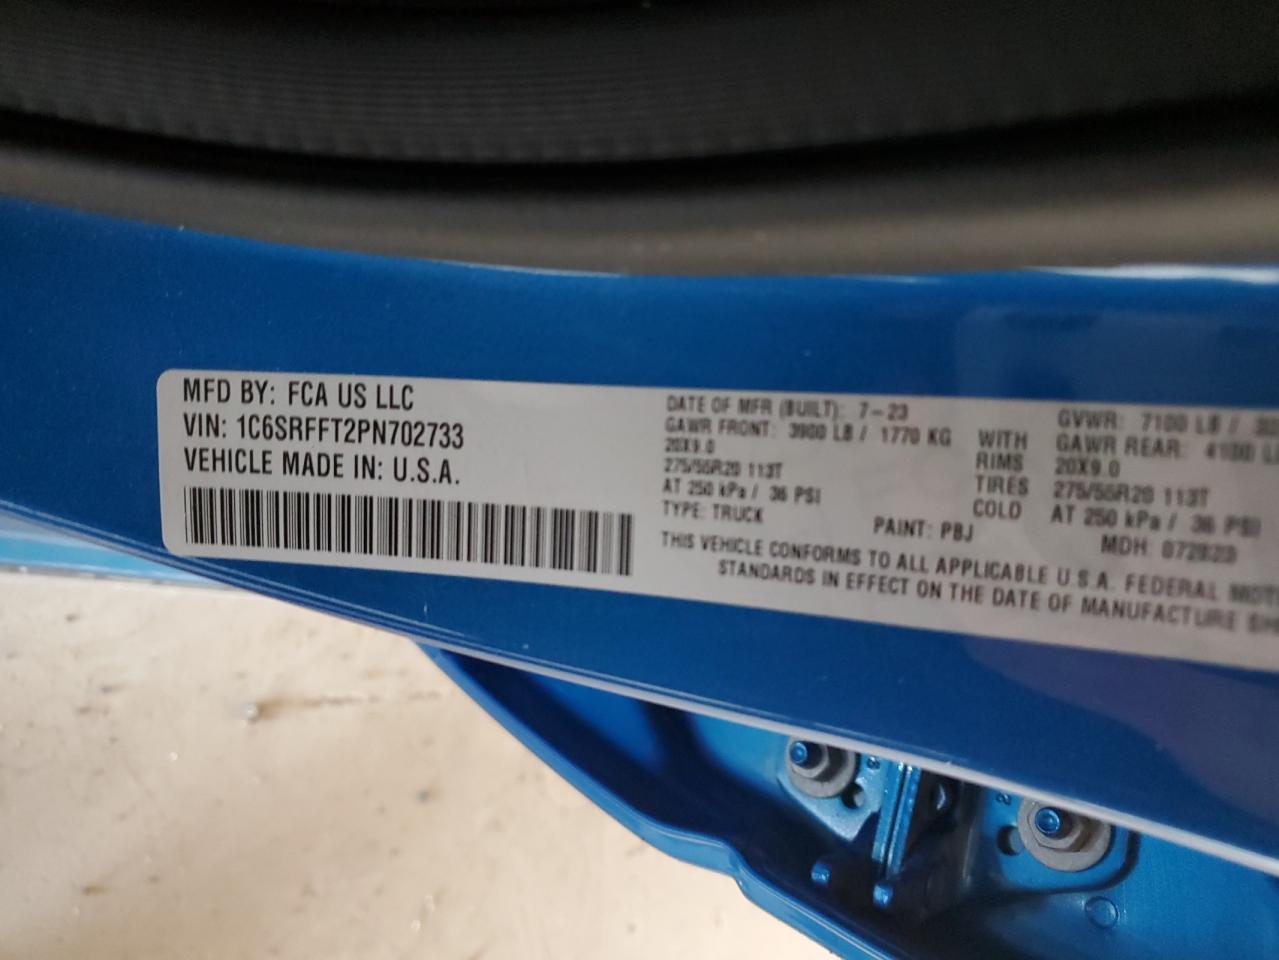 MFD BY: FCA US LLC
VIN: 1C6SRFFT2PN702733
VEHICLE MADE IN: U.S.A.
DATE OF MFR (BUILT): 7-23
GAWR FRONT: 3900 LB / 1770 KG
20X9.0
275/55R20 113T
AT 250 kPa / 36 PSI
TYPE: TRUCK
WITH
RIMS
TIRES
COLD
GVWR: 7100 LB /
GAWR REAR: 4100
20X9.0
275/55R20 113T
AT 250 kPa / 36 PSI
PAINT: PBJ
MDH:
THIS VEHICLE CONFORMS TO ALL APPLICABLE U.S.A. FEDERAL
STANDARDS IN EFFECT ON THE DATE OF MANUFACTURE